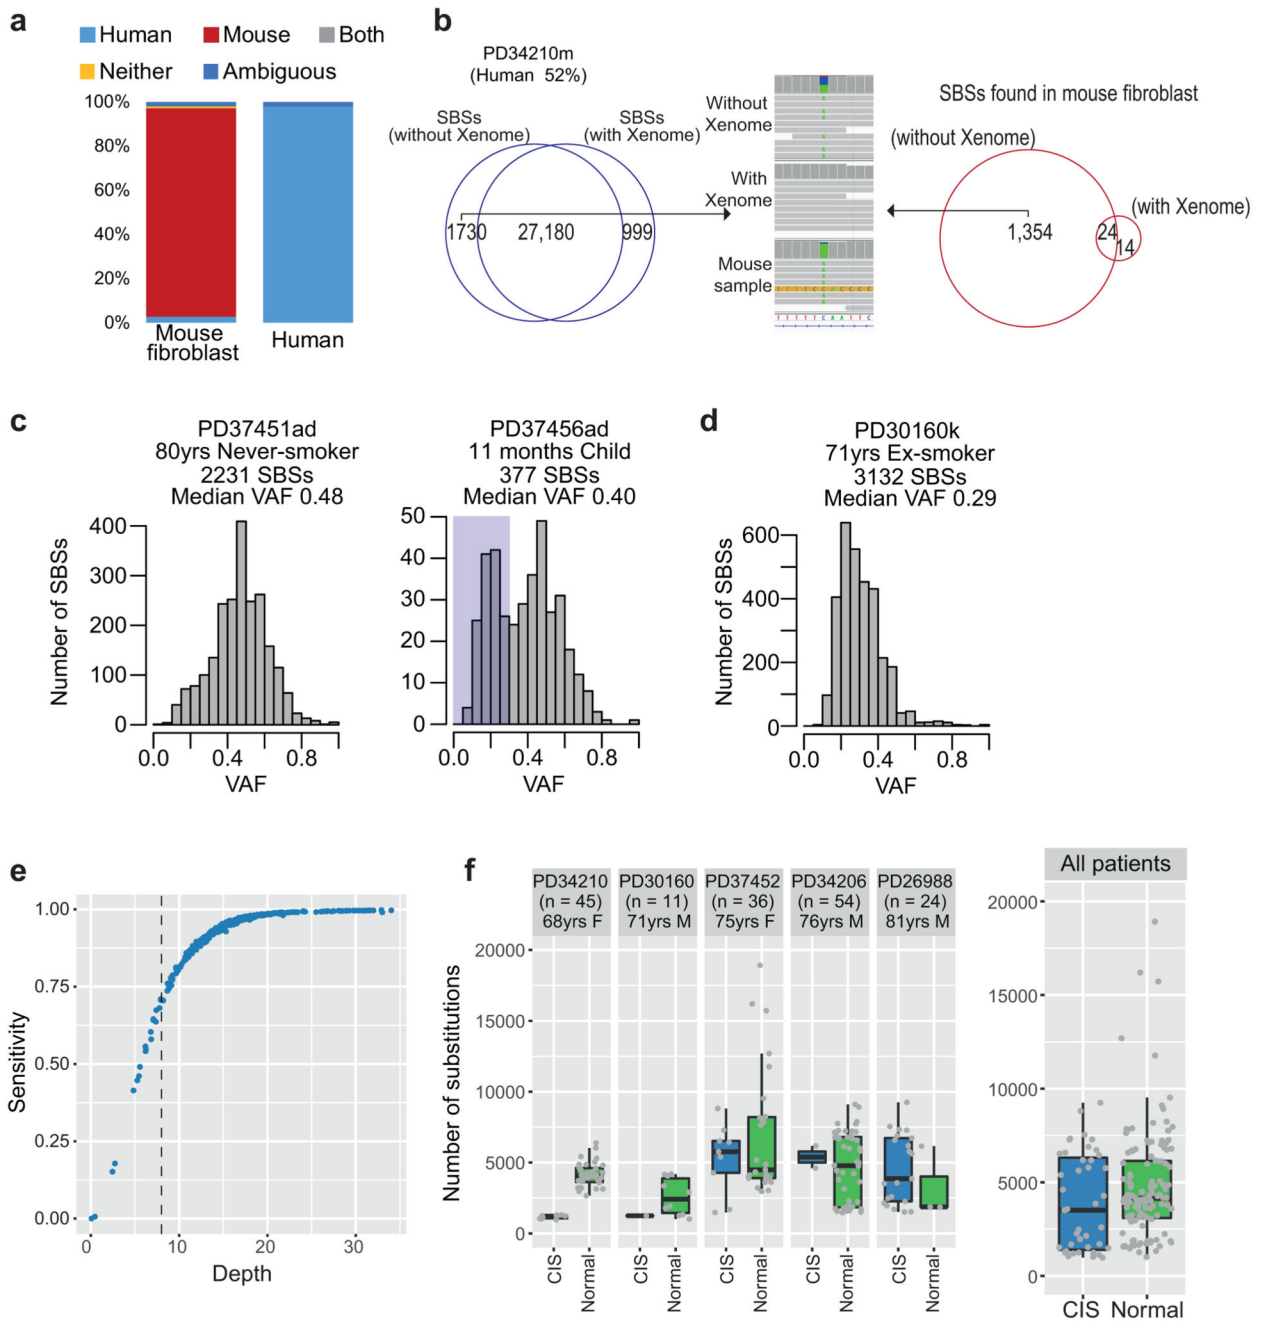 a
Human
Mouse
Both
Neither
Ambiguous
100%
80%
60%
40%
20%
0%
Mouse
fibroblast
Human
b
PD34210m
(Human 52%)
SBSs
(without Xenome)
SBSs
(with Xenome)
1730
27,180
999
Without
Xenome
With
Xenome
Mouse
sample
T T T T T C A A T T C
SBSs found in mouse fibroblast
(without Xenome)
(with Xenome)
1,354
24
14
c
PD37451ad
80yrs Never-smoker
2231 SBSs
Median VAF 0.48
Number of SBSs
400
300
200
100
0
0.0
0.4
0.8
VAF
PD37456ad
11 months Child
377 SBSs
Median VAF 0.40
50
40
30
20
10
0
0.0
0.4
0.8
VAF
d
PD30160k
71yrs Ex-smoker
3132 SBSs
Median VAF 0.29
Number of SBSs
600
400
200
0
0.0
0.4
0.8
VAF
e
Sensitivity
1.00
0.75
0.50
0.25
0.00
0
10
20
30
Depth
f
Number of substitutions
20000
15000
10000
5000
0
PD34210
(n = 45)
68yrs F
PD30160
(n = 11)
71yrs M
PD37452
(n = 36)
75yrs F
PD34206
(n = 54)
76yrs M
PD26988
(n = 24)
81yrs M
CIS
Normal
CIS
Normal
CIS
Normal
CIS
Normal
CIS
Normal
All patients
20000
15000
10000
5000
0
CIS
Normal